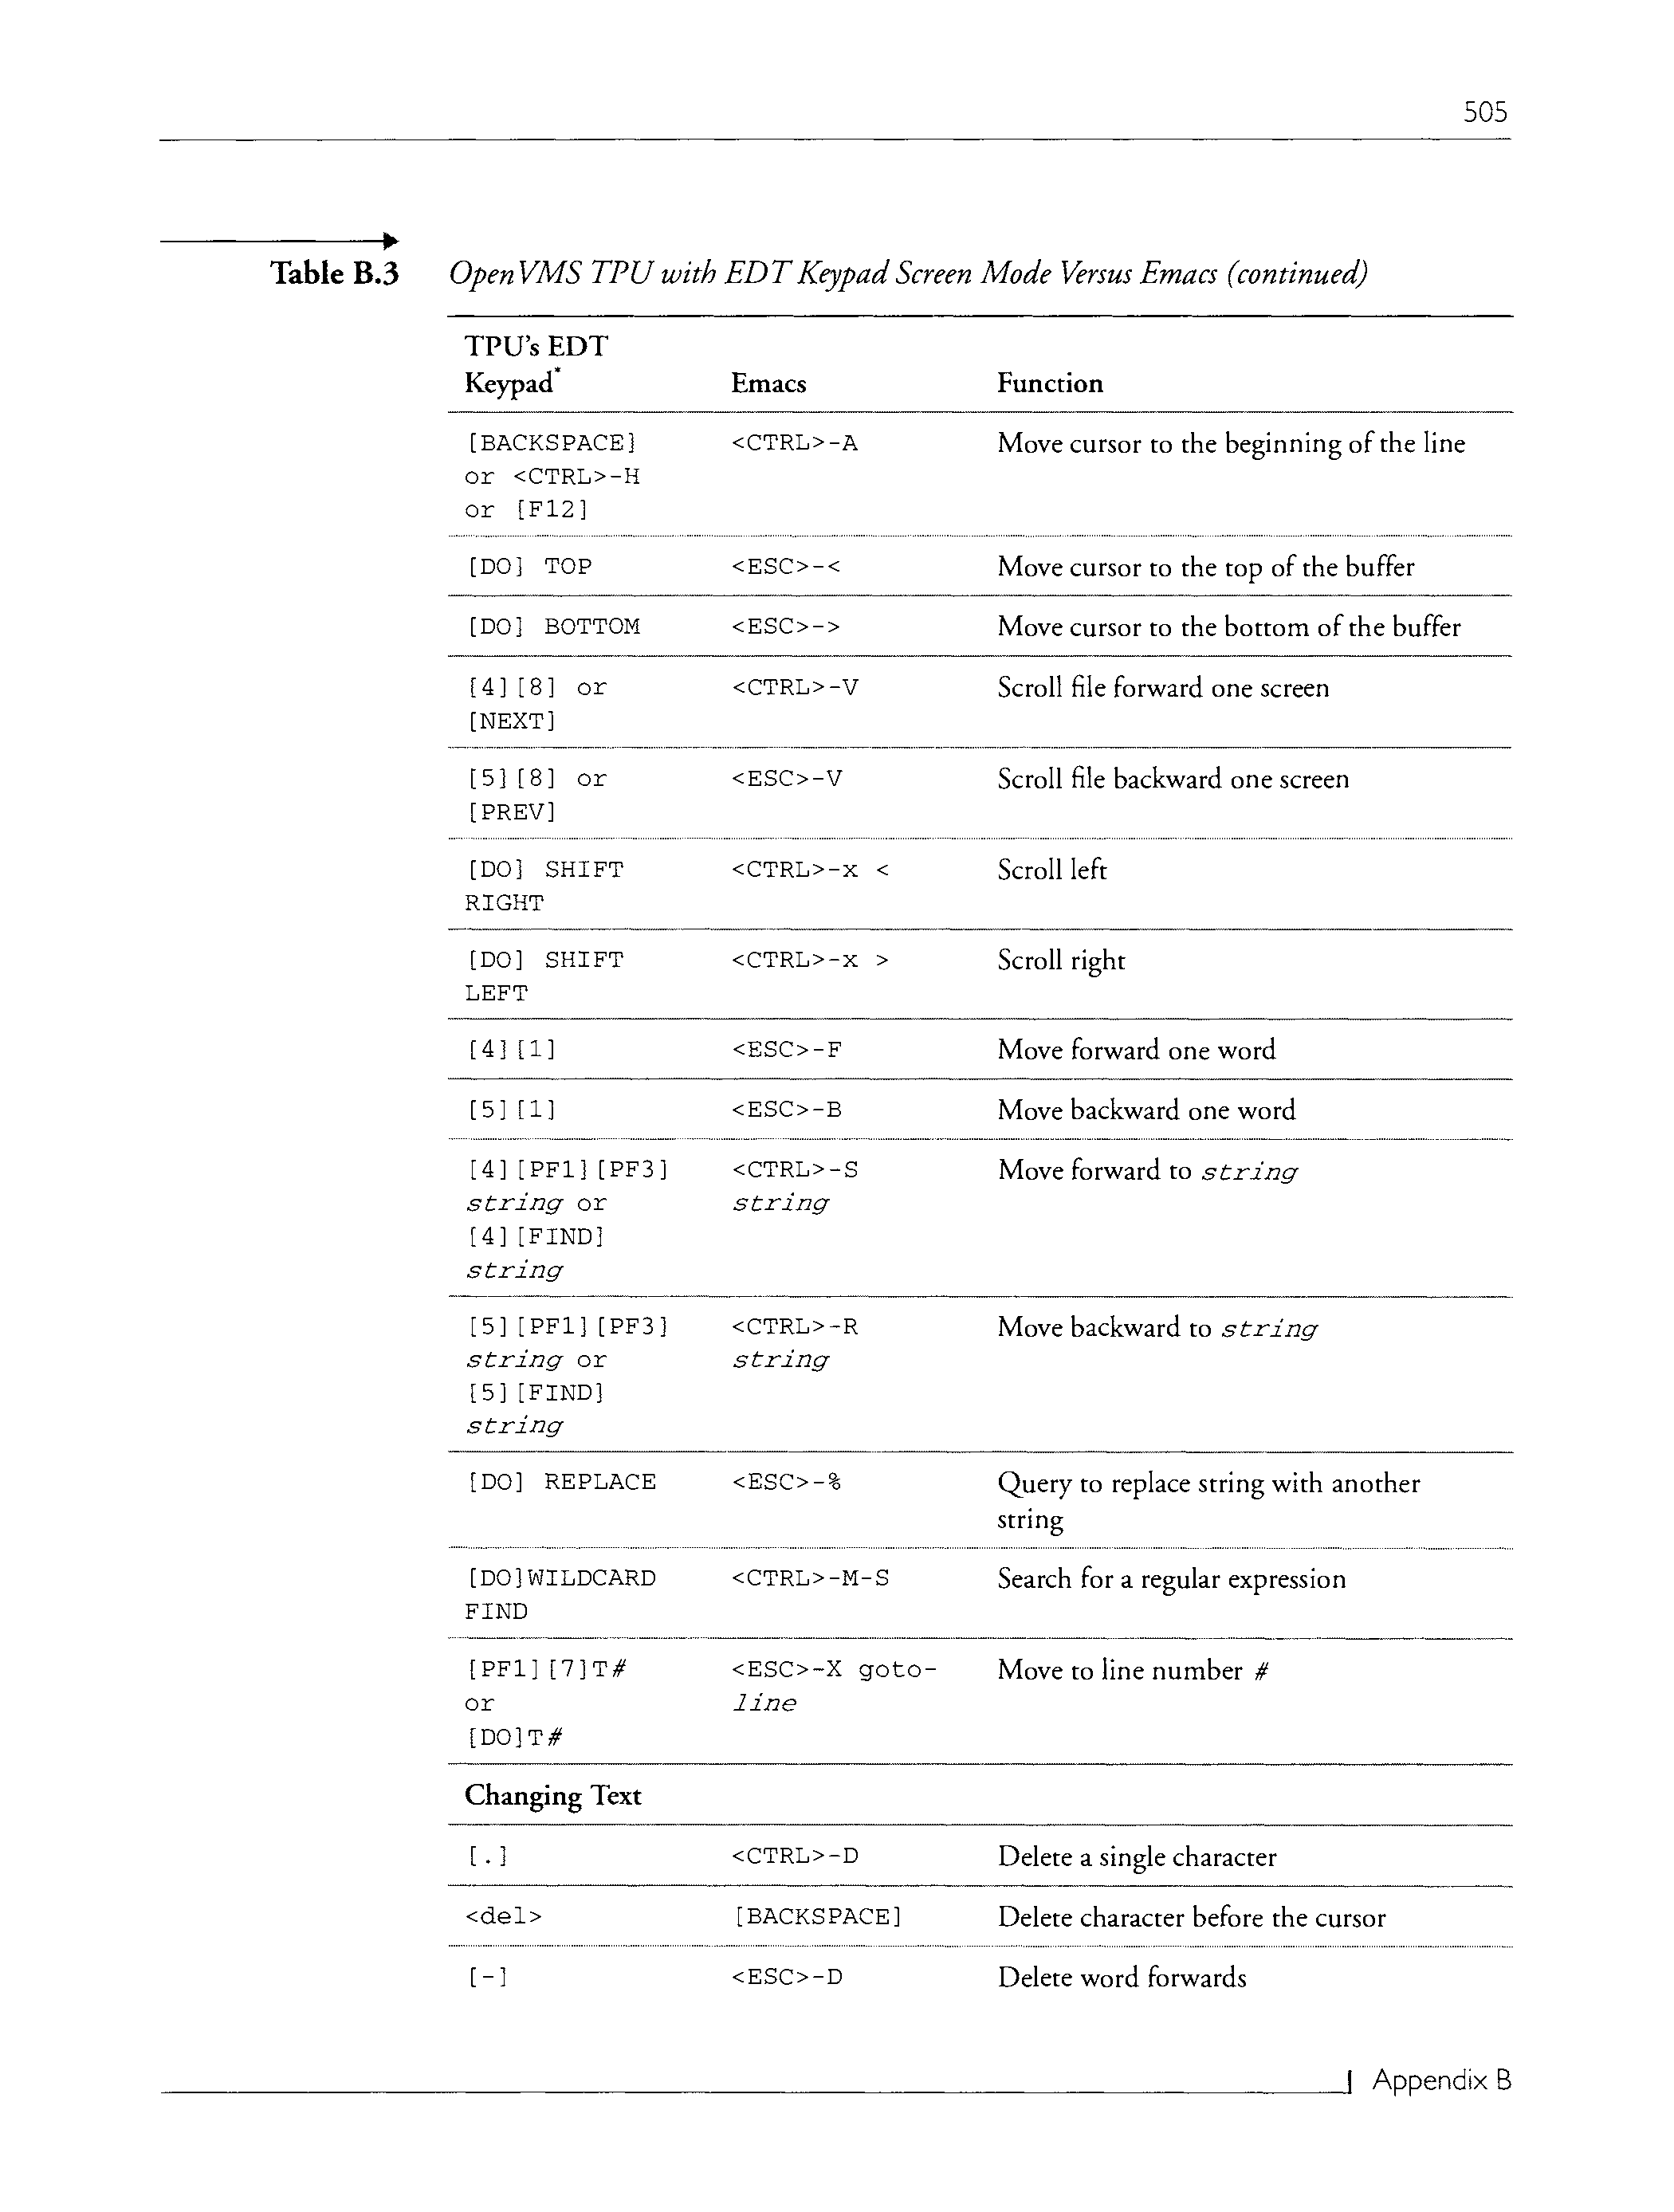 505
Table B.3 OpenVMS TPU with EDT Keypad Screen Mode Versus Emacs (continued)
TPU's EDT
Keypad* Emacs Function
[BACKSPACE] <CTRL>-A Move cursor to the beginning of the line
or <CTRL>-H
or [F12]
[DO] TOP <ESC>-< Move cursor to the top of the buffer
[DO] BOTTOM <ESC>-> Move cursor to the bottom of the buffer
[4][8] or <CTRL>-V Scroll file forward one screen
[NEXT]
[5][8] or <ESC>-V Scroll file backward one screen
[PREV]
[DO] SHIFT <CTRL>-x < Scroll left
RIGHT
[DO] SHIFT <CTRL>-x > Scroll right
LEFT
[4][1] <ESC>-F Move forward one word
[5][1] <ESC>-B Move backward one word
[4][PF1][PF3] <CTRL>-S Move forward to string
string or string
[4][FIND]
string
[5][PF1][PF3] <CTRL>-R Move backward to string
string or string
[5][FIND]
string
[DO] REPLACE <ESC>-% Query to replace string with another
string
[DO]WILDCARD <CTRL>-M-S Search for a regular expression
FIND
[PF1][7]T# <ESC>-X goto- Move to line number #
or line
[DO]T#
Changing Text
[.] <CTRL>-D Delete a single character
<del> [BACKSPACE] Delete character before the cursor
[-] <ESC>-D Delete word forwards
Appendix B